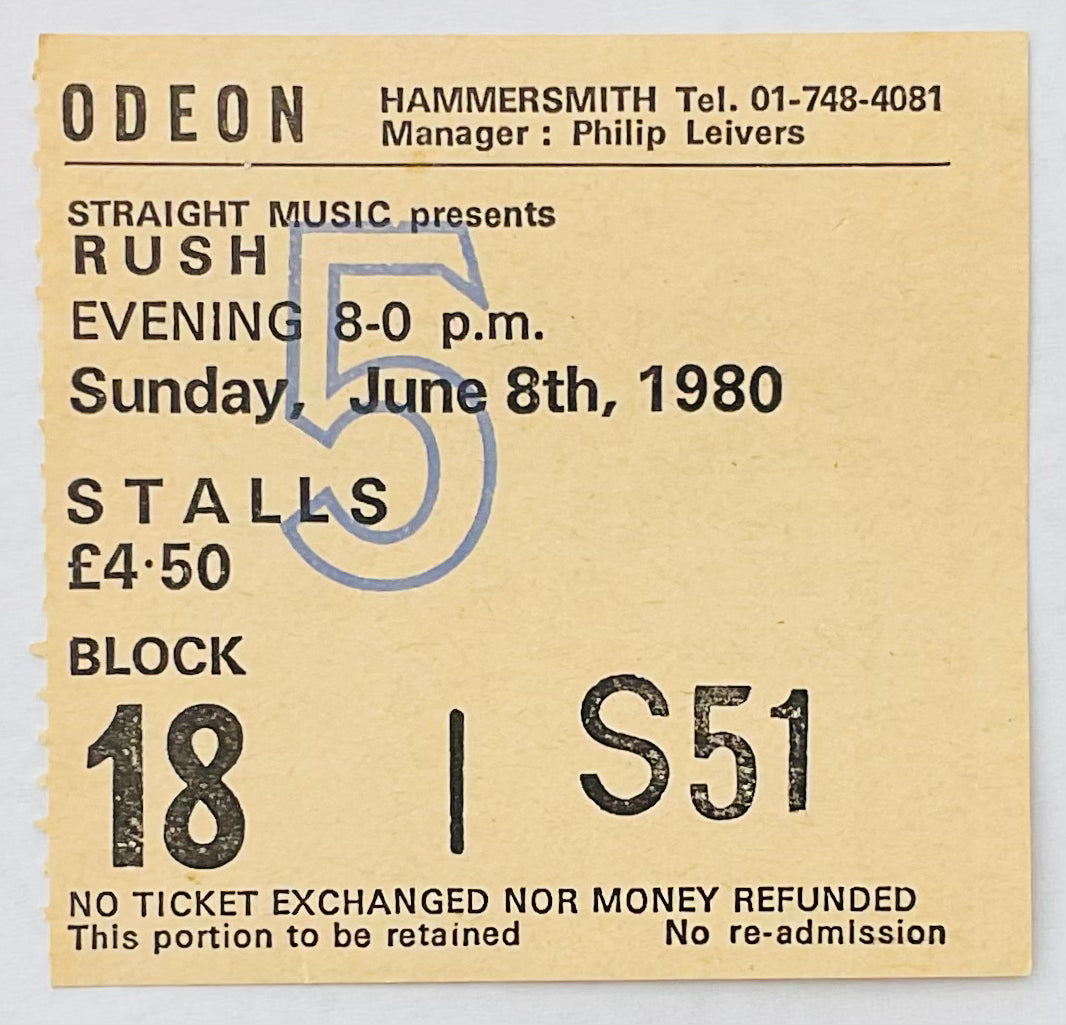 ODEON HAMMERSMITH Tel. 01-748-4081
Manager : Philip Leivers
STRAIGHT MUSIC presents
RUSH
EVENING 8-0 p.m.
Sunday, June 8th, 1980
5
STALLS
£4·50
BLOCK
18 | S51
NO TICKET EXCHANGED NOR MONEY REFUNDED
This portion to be retained No re-admission